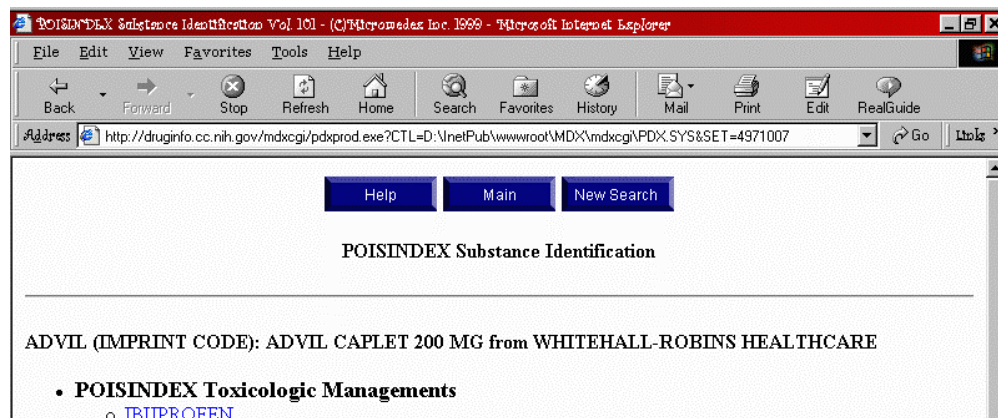 POISINDEX Substance Identification Vol. 101 - (C) Micromedex Inc. 1999 - Microsoft Internet Explorer
File Edit View Favorites Tools Help
Back Forward Stop Refresh Home Search Favorites History Mail Print Edit RealGuide
Address http://druginfo.cc.nih.gov/mdxcgi/pdxprod.exe?CTL=D:\InetPub\wwwroot\MDX\mdxcgi\PDX.SYS&SET=4971007 Go Links
Help Main New Search
POISINDEX Substance Identification
ADVIL (IMPRINT CODE): ADVIL CAPLET 200 MG from WHITEHALL-ROBINS HEALTHCARE
• POISINDEX Toxicologic Managements
o IBUPROFEN